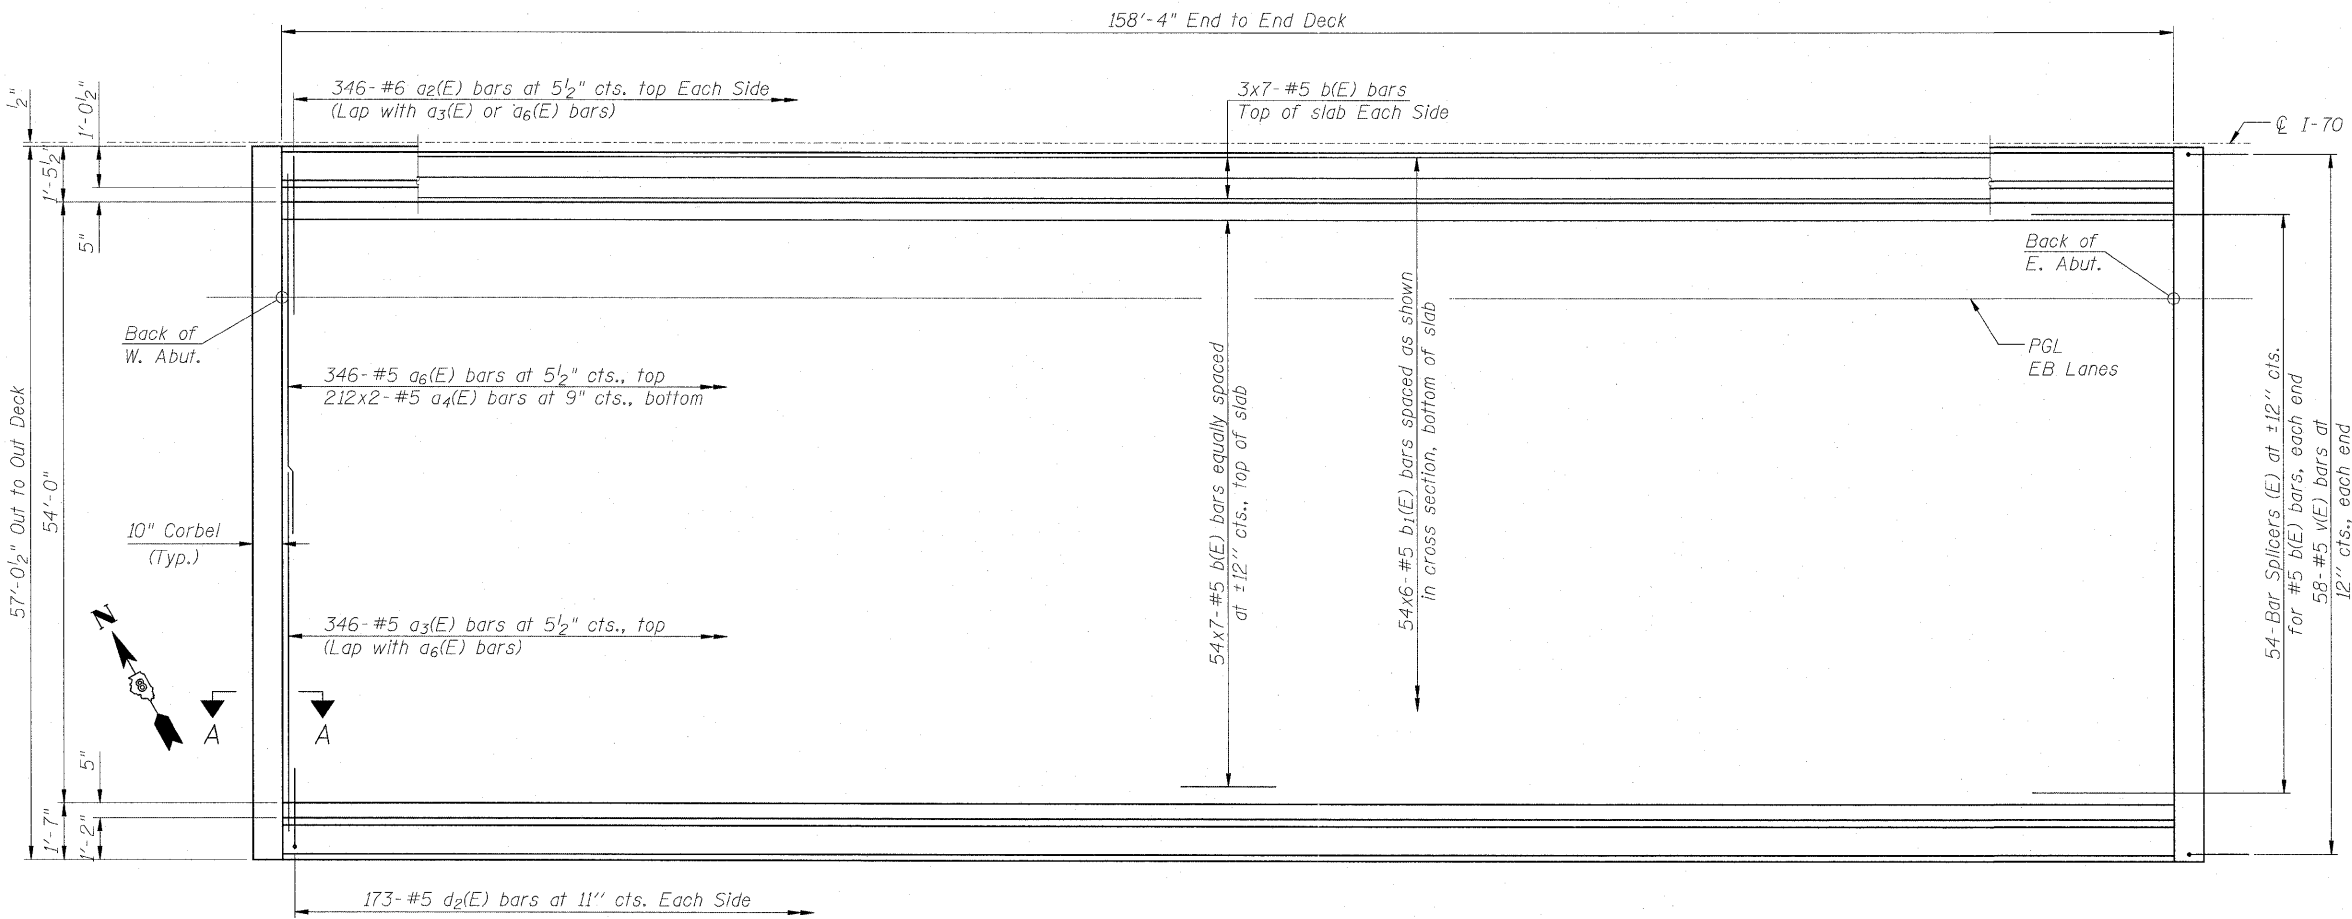 158'-4" End to End Deck
346-#6 a2(E) bars at 5½" cts. top Each Side
(Lap with a3(E) or a6(E) bars)
3x7-#5 b(E) bars
Top of slab Each Side
℄ I-70
½"
1'-0½"
1'-5½"
5"
Back of
W. Abut.
Back of
E. Abut.
PGL
EB Lanes
346-#5 a6(E) bars at 5½" cts., top
212x2-#5 a4(E) bars at 9" cts., bottom
54x7-#5 b(E) bars equally spaced
at ±12" cts., top of slab
54x6-#5 b1(E) bars spaced as shown
in cross section, bottom of slab
54-Bar Splicers (E) at ±12" cts.
for #5 b(E) bars, each end
58-#5 v(E) bars at
12" cts., each end
57'-0½" Out to Out Deck
54'-0"
10" Corbel
(Typ.)
N
346-#5 a3(E) bars at 5½" cts., top
(Lap with a6(E) bars)
A
A
5"
1'-7"
1'-2"
173-#5 d2(E) bars at 11" cts. Each Side